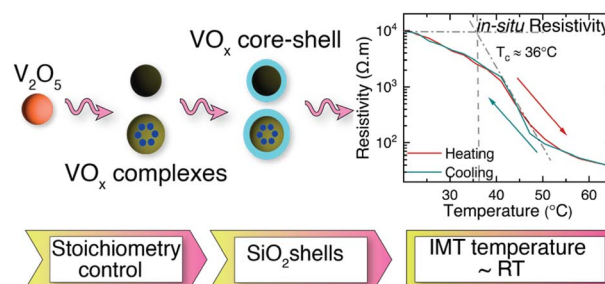 V₂O₅
VOₓ complexes
VOₓ core-shell
in-situ Resistivity
T꜀ ≈ 36°C
Resistivity (Ω.m)
10⁴
10³
10²
Heating
Cooling
30 40 50 60
Temperature (°C)
Stoichiometry
control
SiO₂ shells
IMT temperature
~ RT